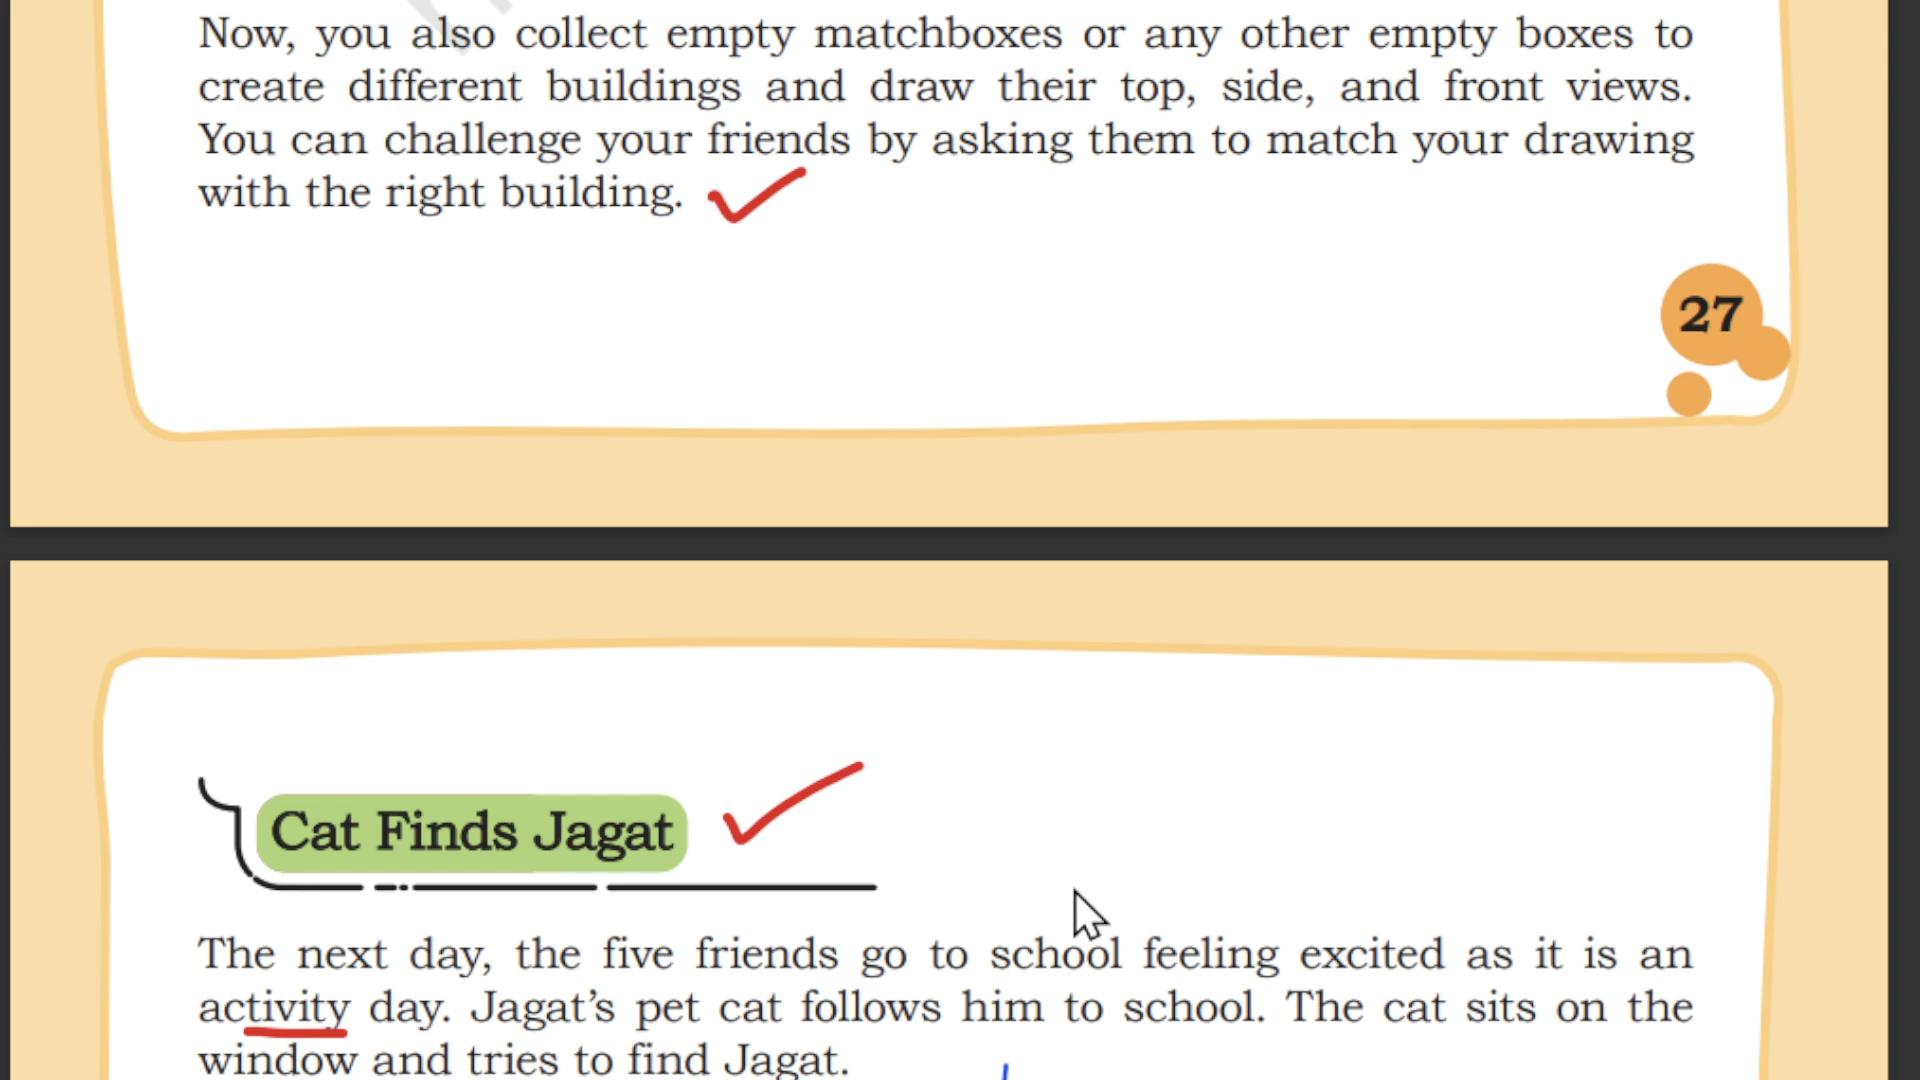 Now, you also collect empty matchboxes or any other empty boxes to
create different buildings and draw their top, side, and front views.
You can challenge your friends by asking them to match your drawing
with the right building.
27
Cat Finds Jagat
The next day, the five friends go to school feeling excited as it is an
activity day. Jagat’s pet cat follows him to school. The cat sits on the
window and tries to find Jagat.